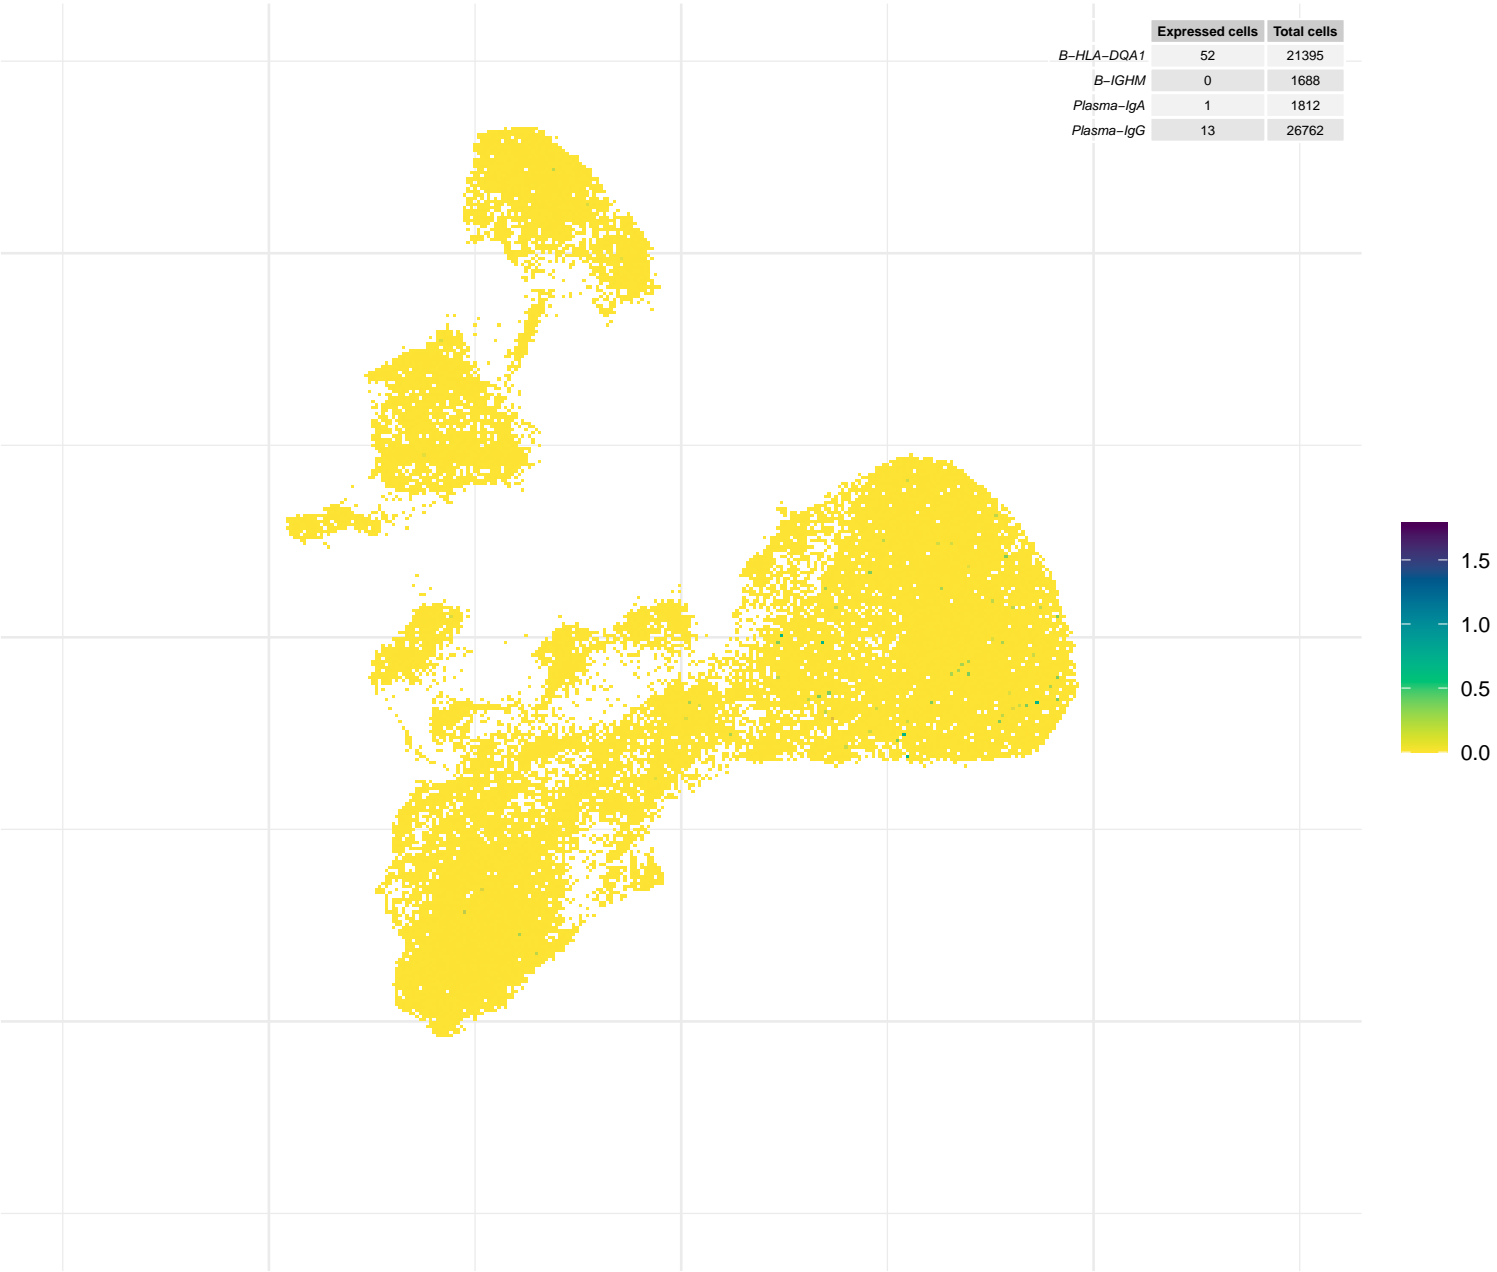 Expressed cells Total cells
B−HLA−DQA1 52 21395
B−IGHM 0 1688
Plasma−IgA 1 1812
Plasma−IgG 13 26762
1.5
1.0
0.5
0.0